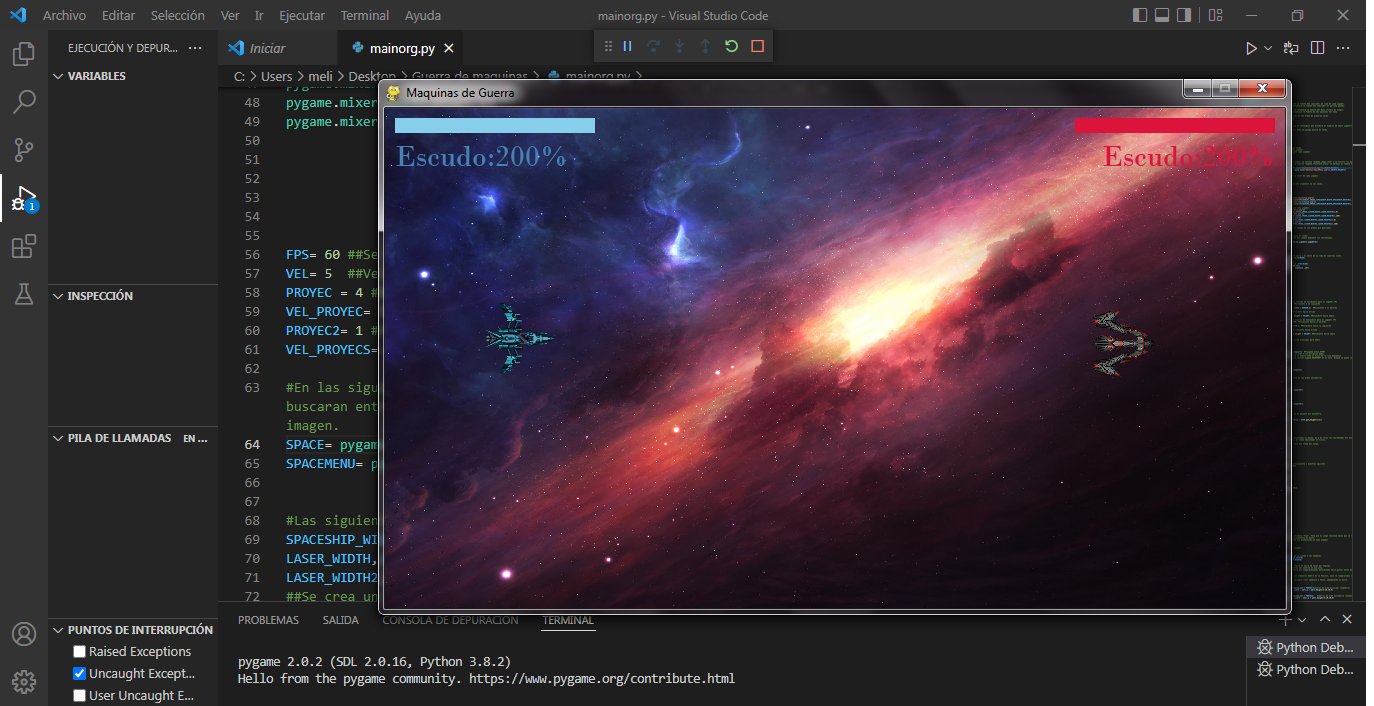 Archivo Editar Selección Ver Ir Ejecutar Terminal Ayuda
mainorg.py - Visual Studio Code
EJECUCIÓN Y DEPUR... ...
Iniciar
mainorg.py
C: > Users > meli > Desktop > Guerra de maquinas > mainorg.py >
VARIABLES
INSPECCIÓN
PILA DE LLAMADAS EN ...
PUNTOS DE INTERRUPCIÓN
Raised Exceptions
Uncaught Except...
User Uncaught E...
1
48 pygame.mixer
49 pygame.mixer
50
51
52
53
54
55
56 FPS= 60 ##Se
57 VEL= 5 ##Ve
58 PROYEC = 4 #
59 VEL_PROYEC=
60 PROYEC2= 1 #
61 VEL_PROYECS=
62
63 #En las sigu
buscaran ent
imagen.
64 SPACE= pygam
65 SPACEMENU= p
66
67
68 #Las siguien
69 SPACESHIP_WI
70 LASER_WIDTH,
71 LASER_WIDTH2
72 ##Se crea un
Maquinas de Guerra
Escudo:200%
Escudo:200%
PROBLEMAS SALIDA CONSOLA DE DEPURACIÓN TERMINAL
pygame 2.0.2 (SDL 2.0.16, Python 3.8.2)
Hello from the pygame community. https://www.pygame.org/contribute.html
Python Deb...
Python Deb...